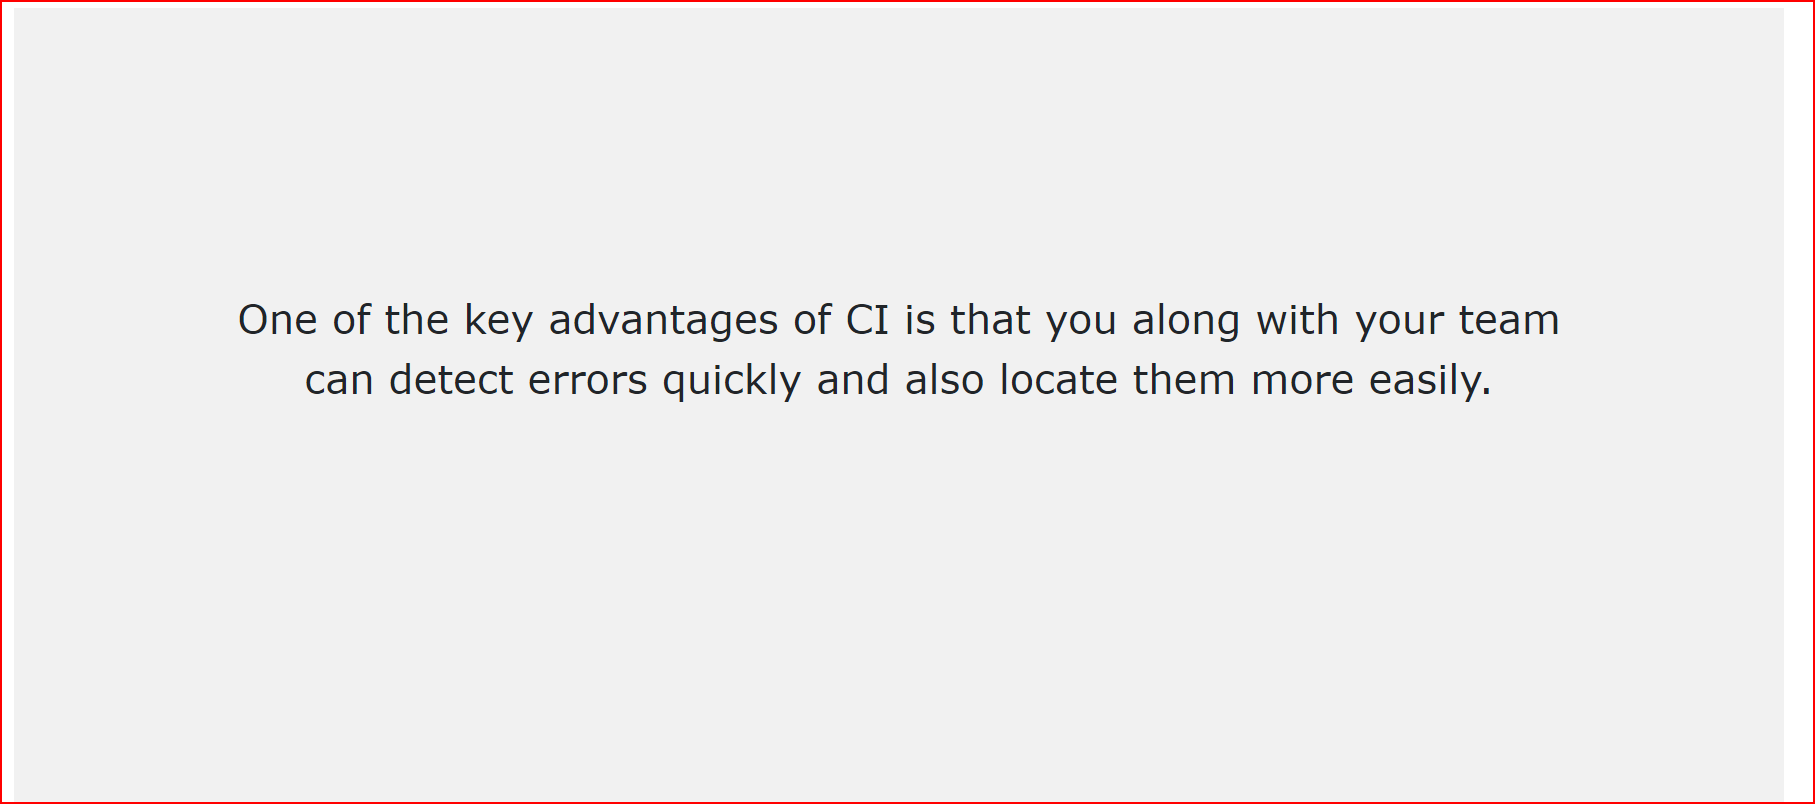 One of the key advantages of CI is that you along with your team
can detect errors quickly and also locate them more easily.